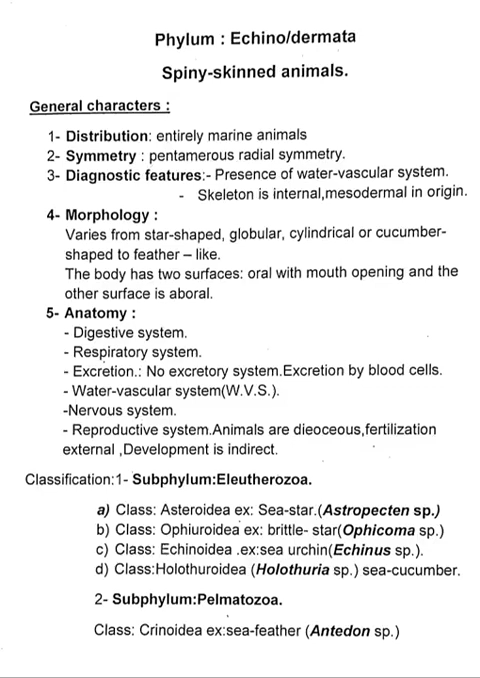 Phylum : Echino/dermata
Spiny-skinned animals.
General characters :
1- Distribution: entirely marine animals
2- Symmetry : pentamerous radial symmetry.
3- Diagnostic features:- Presence of water-vascular system.
- Skeleton is internal,mesodermal in origin.
4- Morphology :
Varies from star-shaped, globular, cylindrical or cucumber-
shaped to feather – like.
The body has two surfaces: oral with mouth opening and the
other surface is aboral.
5- Anatomy :
- Digestive system.
- Respiratory system.
- Excretion.: No excretory system.Excretion by blood cells.
- Water-vascular system(W.V.S.).
-Nervous system.
- Reproductive system.Animals are dieoceous,fertilization
external ,Development is indirect.
Classification:1- Subphylum:Eleutherozoa.
a) Class: Asteroidea ex: Sea-star.(Astropecten sp.)
b) Class: Ophiuroidea ex: brittle- star(Ophicoma sp.)
c) Class: Echinoidea .ex:sea urchin(Echinus sp.).
d) Class:Holothuroidea (Holothuria sp.) sea-cucumber.
2- Subphylum:Pelmatozoa.
Class: Crinoidea ex:sea-feather (Antedon sp.)